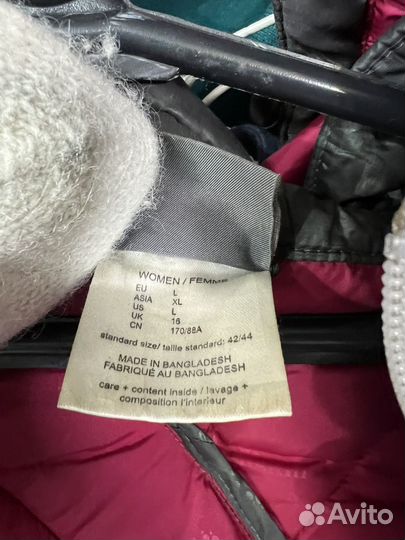 WOMEN / FEMME
EU L
ASIA XL
US L
UK 16
CN 170/88A
standard size/ taille standard: 42/44
MADE IN BANGLADESH
FABRIQUÉ AU BANGLADESH
care + content inside / lavage +
composition l'interieur
Avito